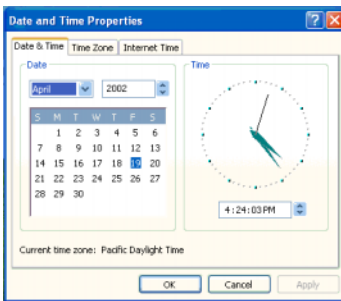 Date and Time Properties
Date & Time Time Zone Internet Time
Date
Time
April 2002
S M T W T F S
1 2 3 4 5 6
7 8 9 10 11 12 13
14 15 16 17 18 19 20
21 22 23 24 25 26 27
28 29 30
4:24:03 PM
Current time zone: Pacific Daylight Time
OK Cancel Apply